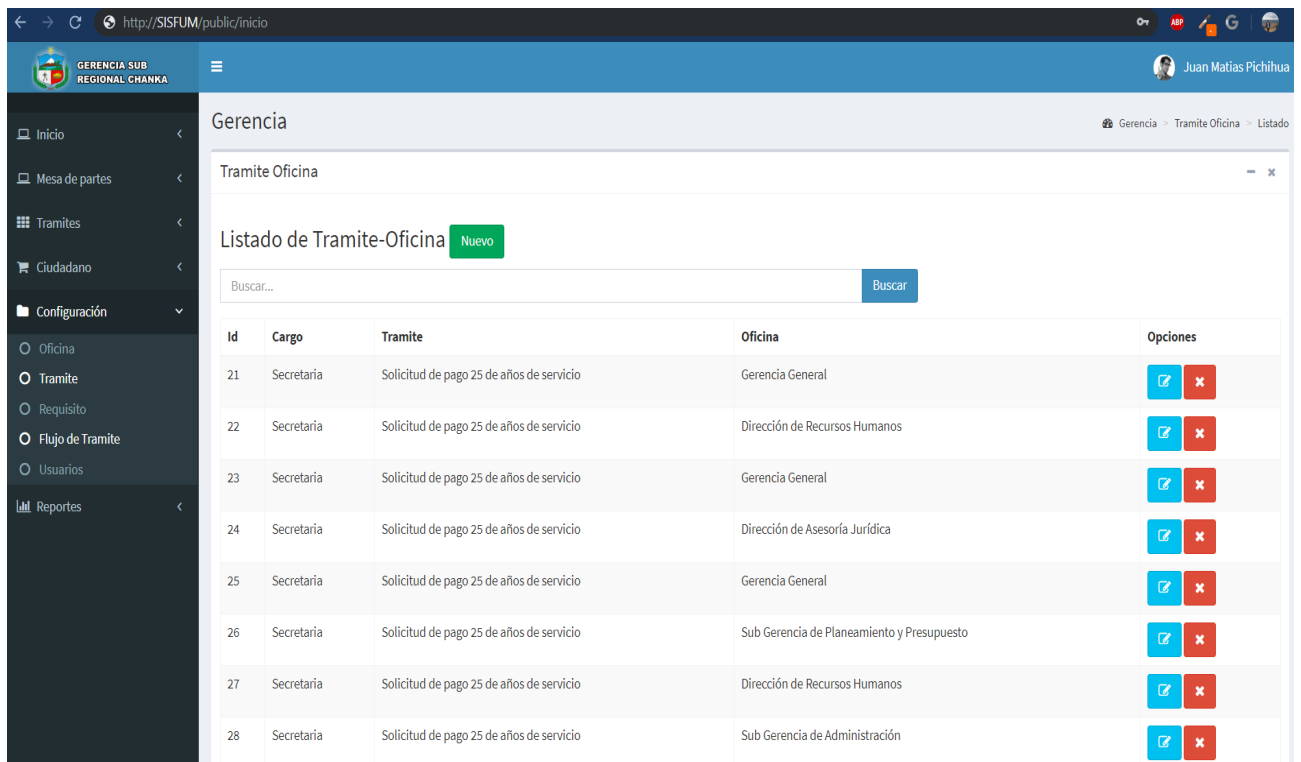 http://SISFUM/public/inicio
ABP
G
GERENCIA SUB
REGIONAL CHANKA
Juan Matias Pichihua
Inicio
Mesa de partes
Tramites
Ciudadano
Configuración
Oficina
Tramite
Requisito
Flujo de Tramite
Usuarios
Reportes
Gerencia
Gerencia > Tramite Oficina > Listado
Tramite Oficina
Listado de Tramite-Oficina Nuevo
Buscar... Buscar
Id Cargo Tramite Oficina Opciones
21 Secretaria Solicitud de pago 25 de años de servicio Gerencia General
22 Secretaria Solicitud de pago 25 de años de servicio Dirección de Recursos Humanos
23 Secretaria Solicitud de pago 25 de años de servicio Gerencia General
24 Secretaria Solicitud de pago 25 de años de servicio Dirección de Asesoría Jurídica
25 Secretaria Solicitud de pago 25 de años de servicio Gerencia General
26 Secretaria Solicitud de pago 25 de años de servicio Sub Gerencia de Planeamiento y Presupuesto
27 Secretaria Solicitud de pago 25 de años de servicio Dirección de Recursos Humanos
28 Secretaria Solicitud de pago 25 de años de servicio Sub Gerencia de Administración